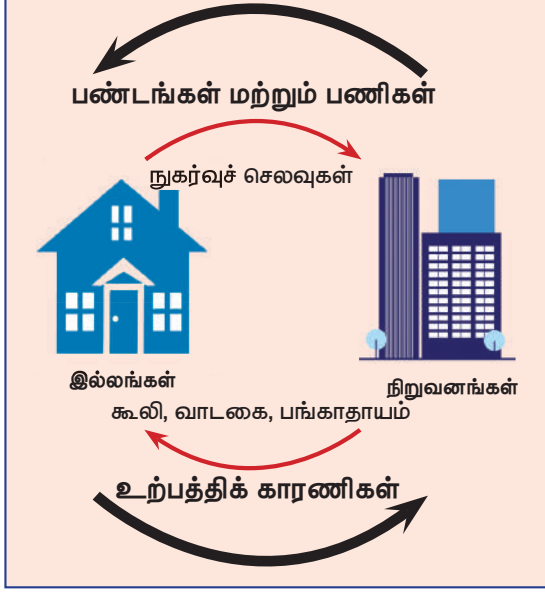 பண்டங்கள் மற்றும் பணிகள்
நுகர்வுச் செலவுகள்
இல்லங்கள்
நிறுவனங்கள்
கூலி, வாடகை, பங்காதாயம்
உற்பத்திக் காரணிகள்